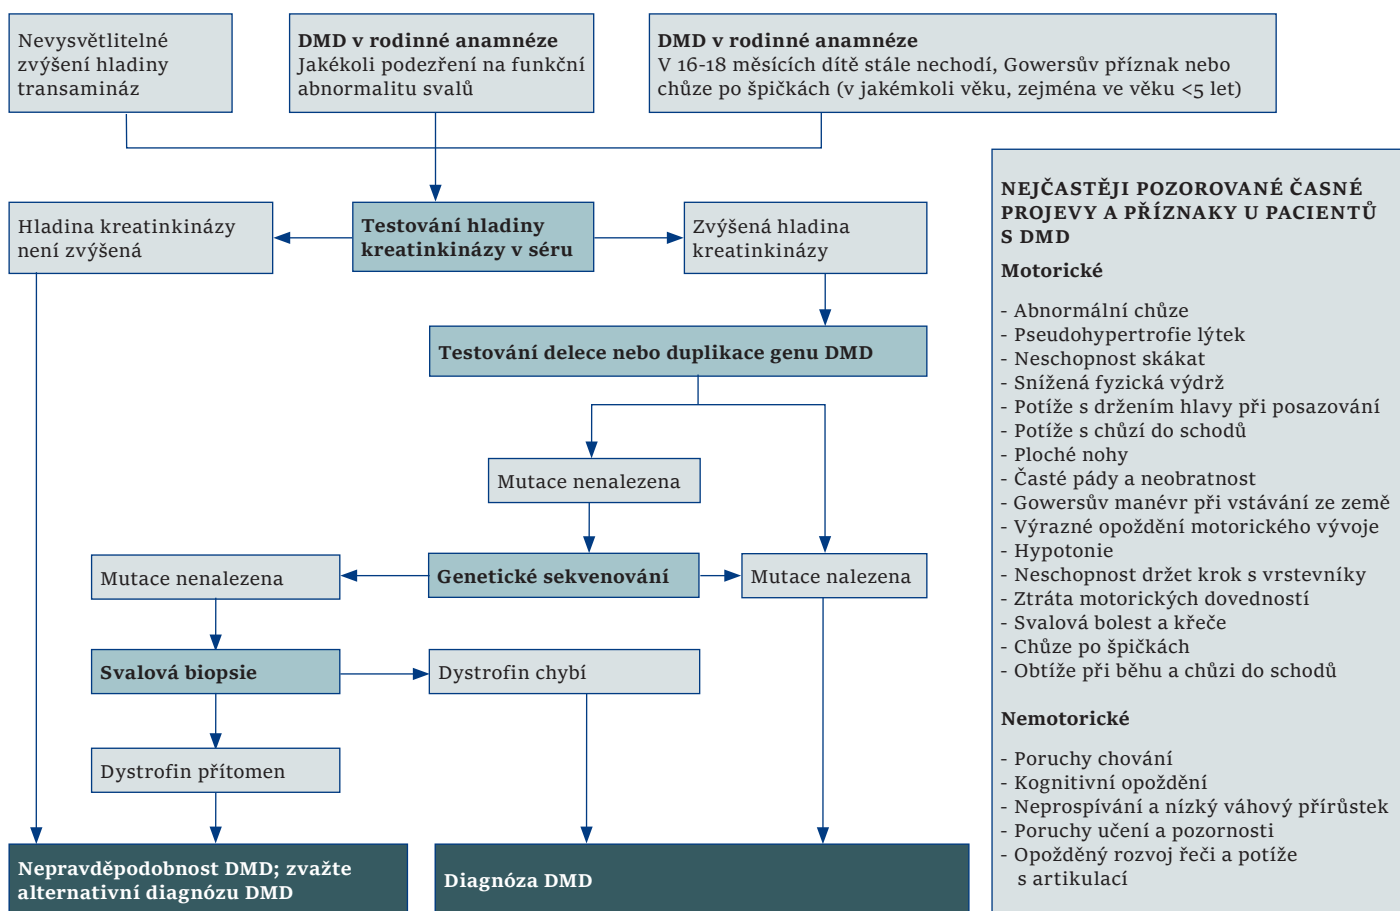 Nevysvětlitelné
zvýšení hladiny
transamináz
DMD v rodinné anamnéze
Jakékoli podezření na funkční
abnormalitu svalů
DMD v rodinné anamnéze
V 16-18 měsících dítě stále nechodí, Gowersův příznak nebo
chůze po špičkách (v jakémkoli věku, zejména ve věku <5 let)
Hladina kreatinkinázy
není zvýšená
Testování hladiny
kreatinkinázy v séru
Zvýšená hladina
kreatinkinázy
Testování delece nebo duplikace genu DMD
Mutace nenalezena
Mutace nenalezena
Genetické sekvenování
Mutace nalezena
Svalová biopsie
Dystrofin chybí
Dystrofin přítomen
Nepravděpodobnost DMD; zvažte
alternativní diagnózu DMD
Diagnóza DMD
NEJČASTĚJI POZOROVANÉ ČASNÉ
PROJEVY A PŘÍZNAKY U PACIENTŮ
S DMD
Motorické
- Abnormální chůze
- Pseudohypertrofie lýtek
- Neschopnost skákat
- Snížená fyzická výdrž
- Potíže s držením hlavy při posazování
- Potíže s chůzí do schodů
- Ploché nohy
- Časté pády a neobratnost
- Gowersův manévr při vstávání ze země
- Výrazné opoždění motorického vývoje
- Hypotonie
- Neschopnost držet krok s vrstevníky
- Ztráta motorických dovedností
- Svalová bolest a křeče
- Chůze po špičkách
- Obtíže při běhu a chůzi do schodů
Nemotorické
- Poruchy chování
- Kognitivní opoždění
- Neprospívání a nízký váhový přírůstek
- Poruchy učení a pozornosti
- Opožděný rozvoj řeči a potíže
s artikulací